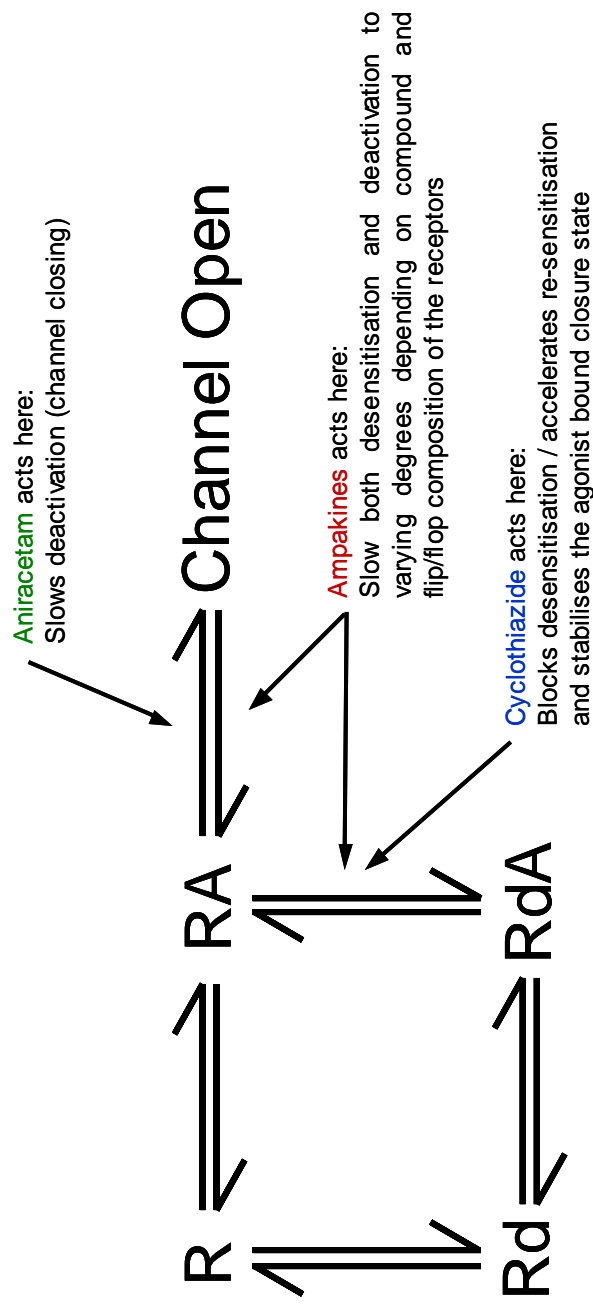 Aniracetam acts here:
Slows deactivation (channel closing)
R
RA
Channel Open
Ampakines acts here:
Slow both desensitisation and deactivation to
varying degrees depending on compound and
flip/flop composition of the receptors
Cyclothiazide acts here:
Blocks desensitisation / accelerates re-sensitisation
and stabilises the agonist bound closure state
Rd
RdA